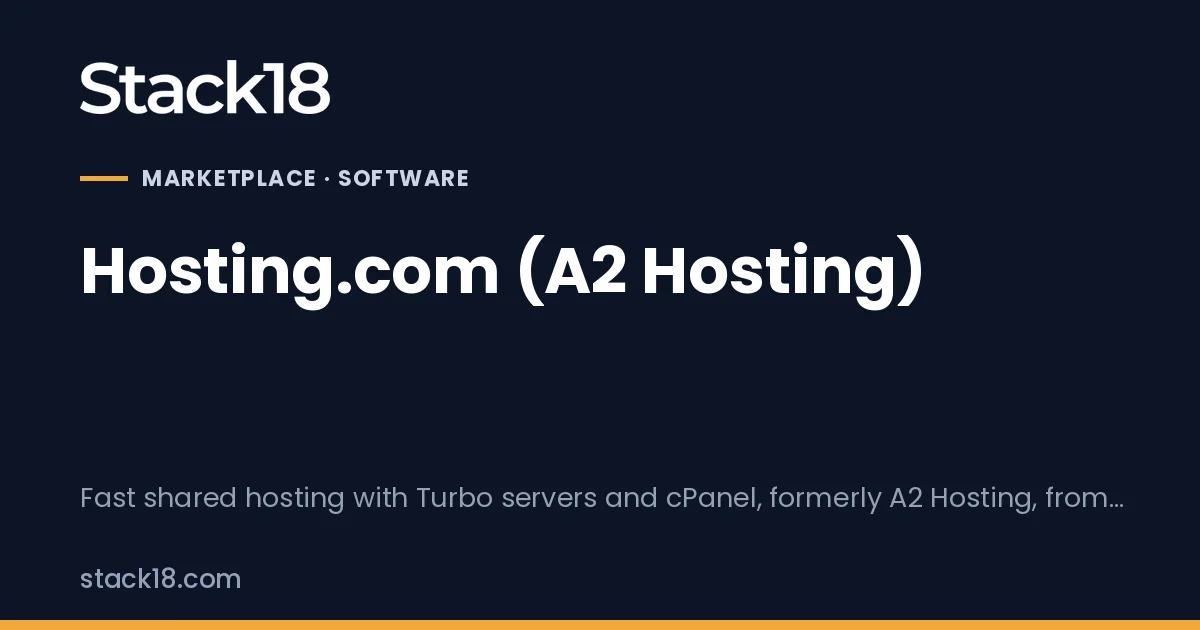 Stack18
MARKETPLACE · SOFTWARE
Hosting.com (A2 Hosting)
Fast shared hosting with Turbo servers and cPanel, formerly A2 Hosting, from...
stack18.com